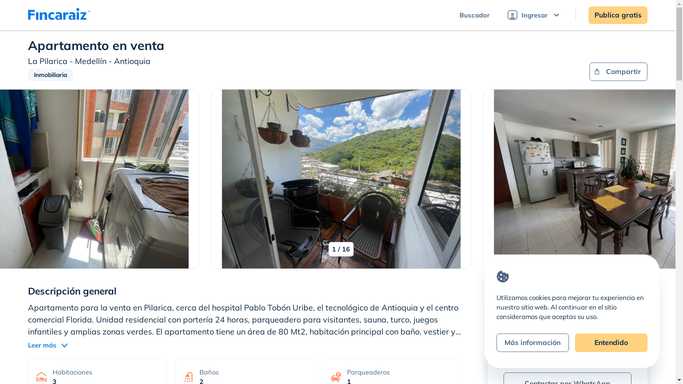 Fincaraiz
Buscador
Ingresar
Publica gratis
Apartamento en venta
La Pilarica - Medellín - Antioquia
Inmobiliaria
Compartir
1 / 16
Descripción general
Apartamento para la venta en Pilarica, cerca del hospital Pablo Tobón Uribe, el tecnológico de Antioquia y el centro
comercial Florida. Unidad residencial con portería 24 horas, parqueadero para visitantes, sauna, turco, juegos
infantiles y amplias zonas verdes. El apartamento tiene un área de 80 Mt2, habitación principal con baño, vestier y...
Leer más
Habitaciones
3
Baños
2
Parqueaderos
1
Utilizamos cookies para mejorar tu experiencia en
nuestro sitio web. Al continuar en el sitio
consideramos que aceptas su uso.
Más información
Entendido
Contactar por WhatsApp